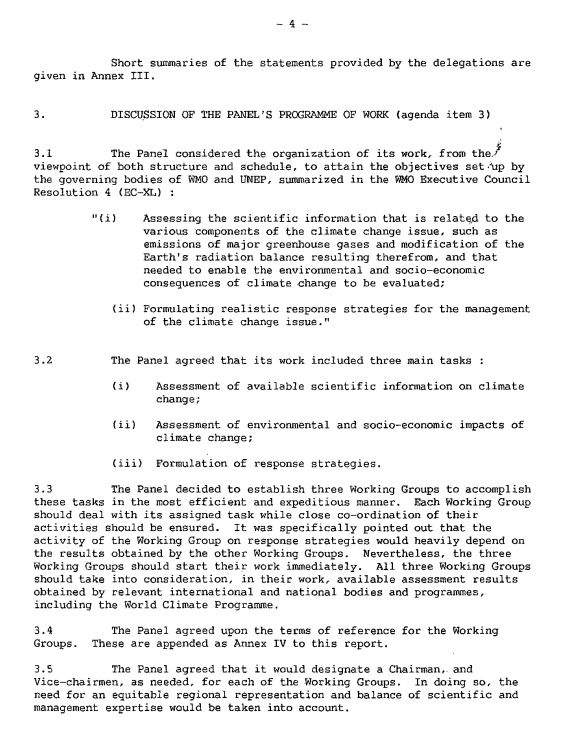 - 4 -
Short summaries of the statements provided by the delegations are
given in Annex III.
3. DISCUSSION OF THE PANEL'S PROGRAMME OF WORK (agenda item 3)
3.1 The Panel considered the organization of its work, from the
viewpoint of both structure and schedule, to attain the objectives set up by
the governing bodies of WMO and UNEP, summarized in the WMO Executive Council
Resolution 4 (EC-XL) :
"(i) Assessing the scientific information that is related to the
various components of the climate change issue, such as
emissions of major greenhouse gases and modification of the
Earth's radiation balance resulting therefrom, and that
needed to enable the environmental and socio-economic
consequences of climate change to be evaluated;
(ii) Formulating realistic response strategies for the management
of the climate change issue."
3.2 The Panel agreed that its work included three main tasks :
(i) Assessment of available scientific information on climate
change;
(ii) Assessment of environmental and socio-economic impacts of
climate change;
(iii) Formulation of response strategies.
3.3 The Panel decided to establish three Working Groups to accomplish
these tasks in the most efficient and expeditious manner. Each Working Group
should deal with its assigned task while close co-ordination of their
activities should be ensured. It was specifically pointed out that the
activity of the Working Group on response strategies would heavily depend on
the results obtained by the other Working Groups. Nevertheless, the three
Working Groups should start their work immediately. All three Working Groups
should take into consideration, in their work, available assessment results
obtained by relevant international and national bodies and programmes,
including the World Climate Programme.
3.4 The Panel agreed upon the terms of reference for the Working
Groups. These are appended as Annex IV to this report.
3.5 The Panel agreed that it would designate a Chairman, and
Vice-chairmen, as needed, for each of the Working Groups. In doing so, the
need for an equitable regional representation and balance of scientific and
management expertise would be taken into account.